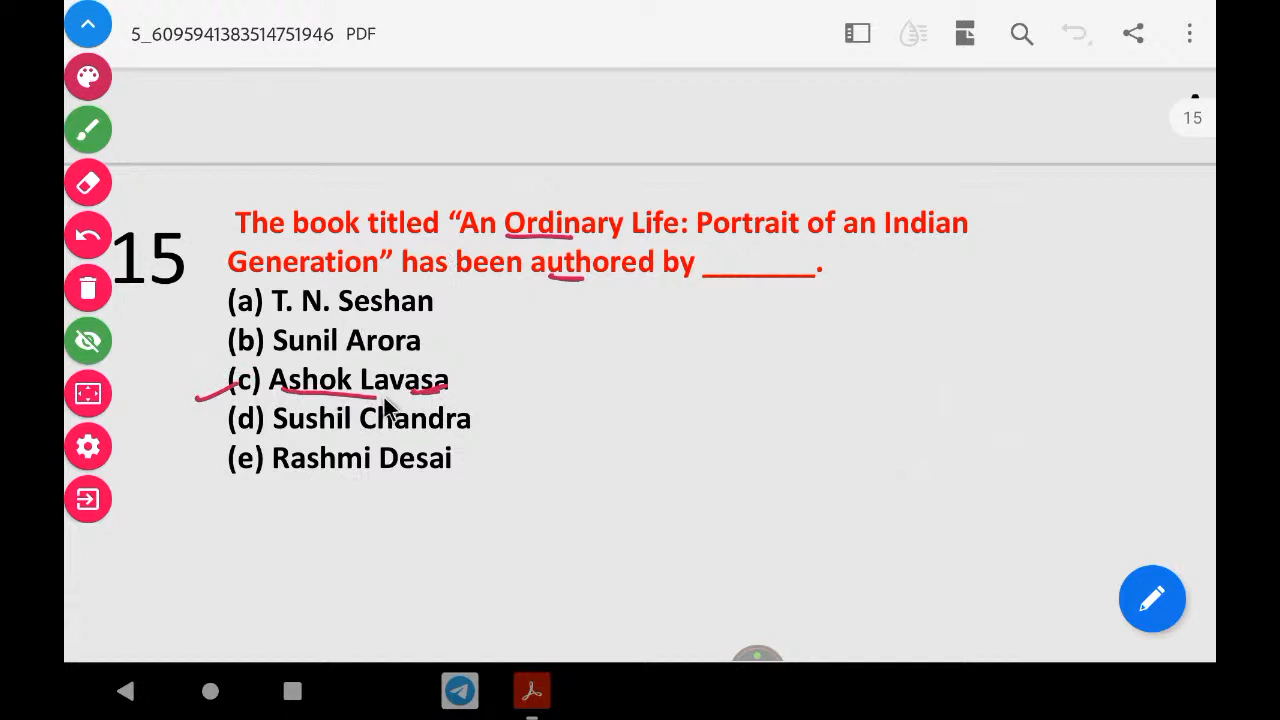 5_6095941383514751946 PDF
15
15
The book titled “An Ordinary Life: Portrait of an Indian
Generation” has been authored by ________.
(a) T. N. Seshan
(b) Sunil Arora
(c) Ashok Lavasa
(d) Sushil Chandra
(e) Rashmi Desai